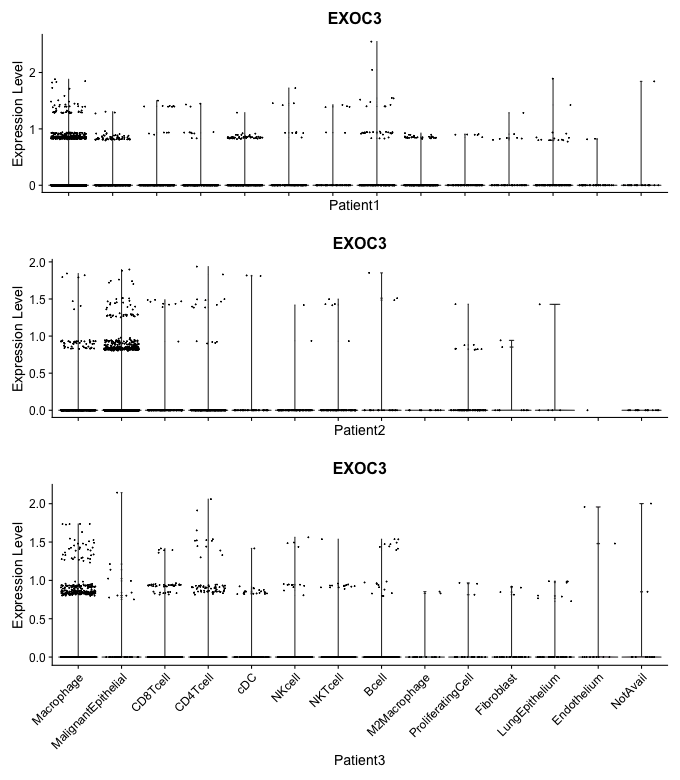 EXOC3
Expression Level
2
1
0
Patient1
EXOC3
Expression Level
2.0
1.5
1.0
0.5
0.0
Patient2
EXOC3
Expression Level
2.0
1.5
1.0
0.5
0.0
Macrophage
MalignantEpithelial
CD8Tcell
CD4Tcell
cDC
NKcell
NKTcell
Bcell
M2Macrophage
ProliferatingCell
Fibroblast
LungEpithelium
Endothelium
NotAvail
Patient3